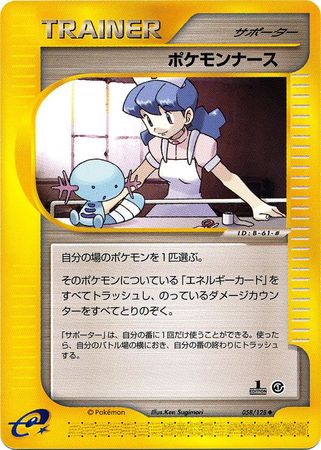 TRAINER
サポーター
ポケモンナース
ID:B-61-#
自分の場のポケモンを1匹選ぶ。
そのポケモンについている「エネルギーカード」を
すべてトラッシュし、のっているダメージカウン
ターをすべてとりのぞく。
「サポーター」は、自分の番に1回だけ使うことができる。使った
ら、自分のバトル場の横におき、自分の番の終わりにトラッシュ
する。
1
EDITION
©Pokémon
Illus.Ken Sugimori
058/128
e